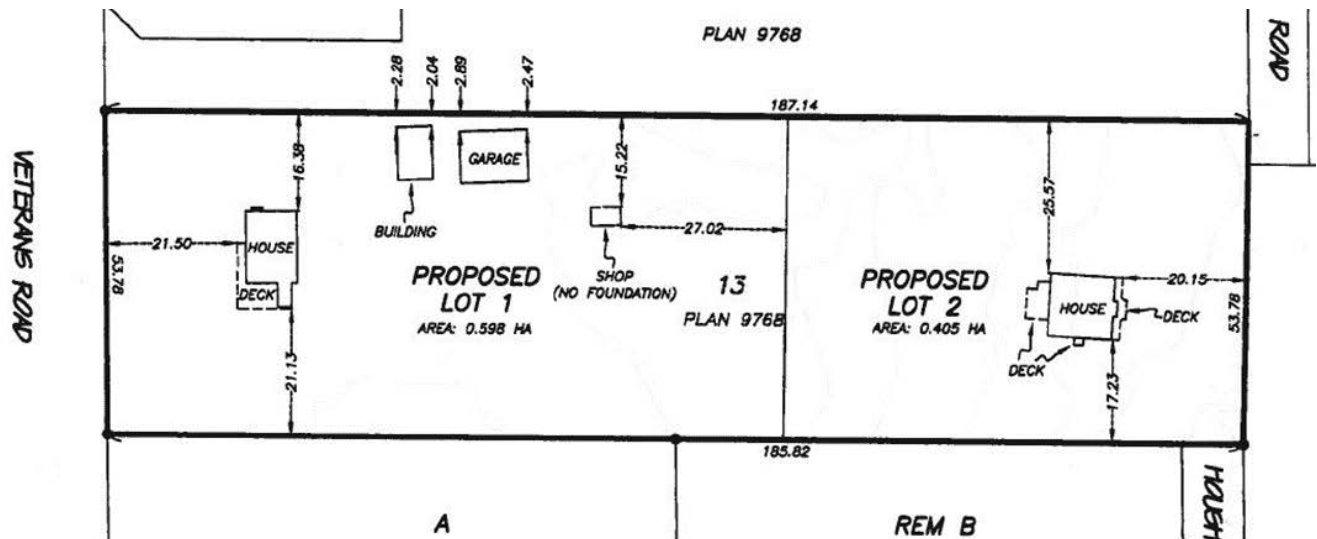 PLAN 9768
ROAD
2.28
2.04
2.89
2.47
187.14
16.38
GARAGE
15.22
25.57
BUILDING
VETERANS ROAD
21.50
HOUSE
27.02
53.78
DECK
PROPOSED
LOT 1
AREA: 0.598 HA
SHOP
(NO FOUNDATION)
13
PLAN 9768
PROPOSED
LOT 2
AREA: 0.405 HA
20.15
HOUSE
DECK
53.78
DECK
21.13
17.23
185.82
A
REM B